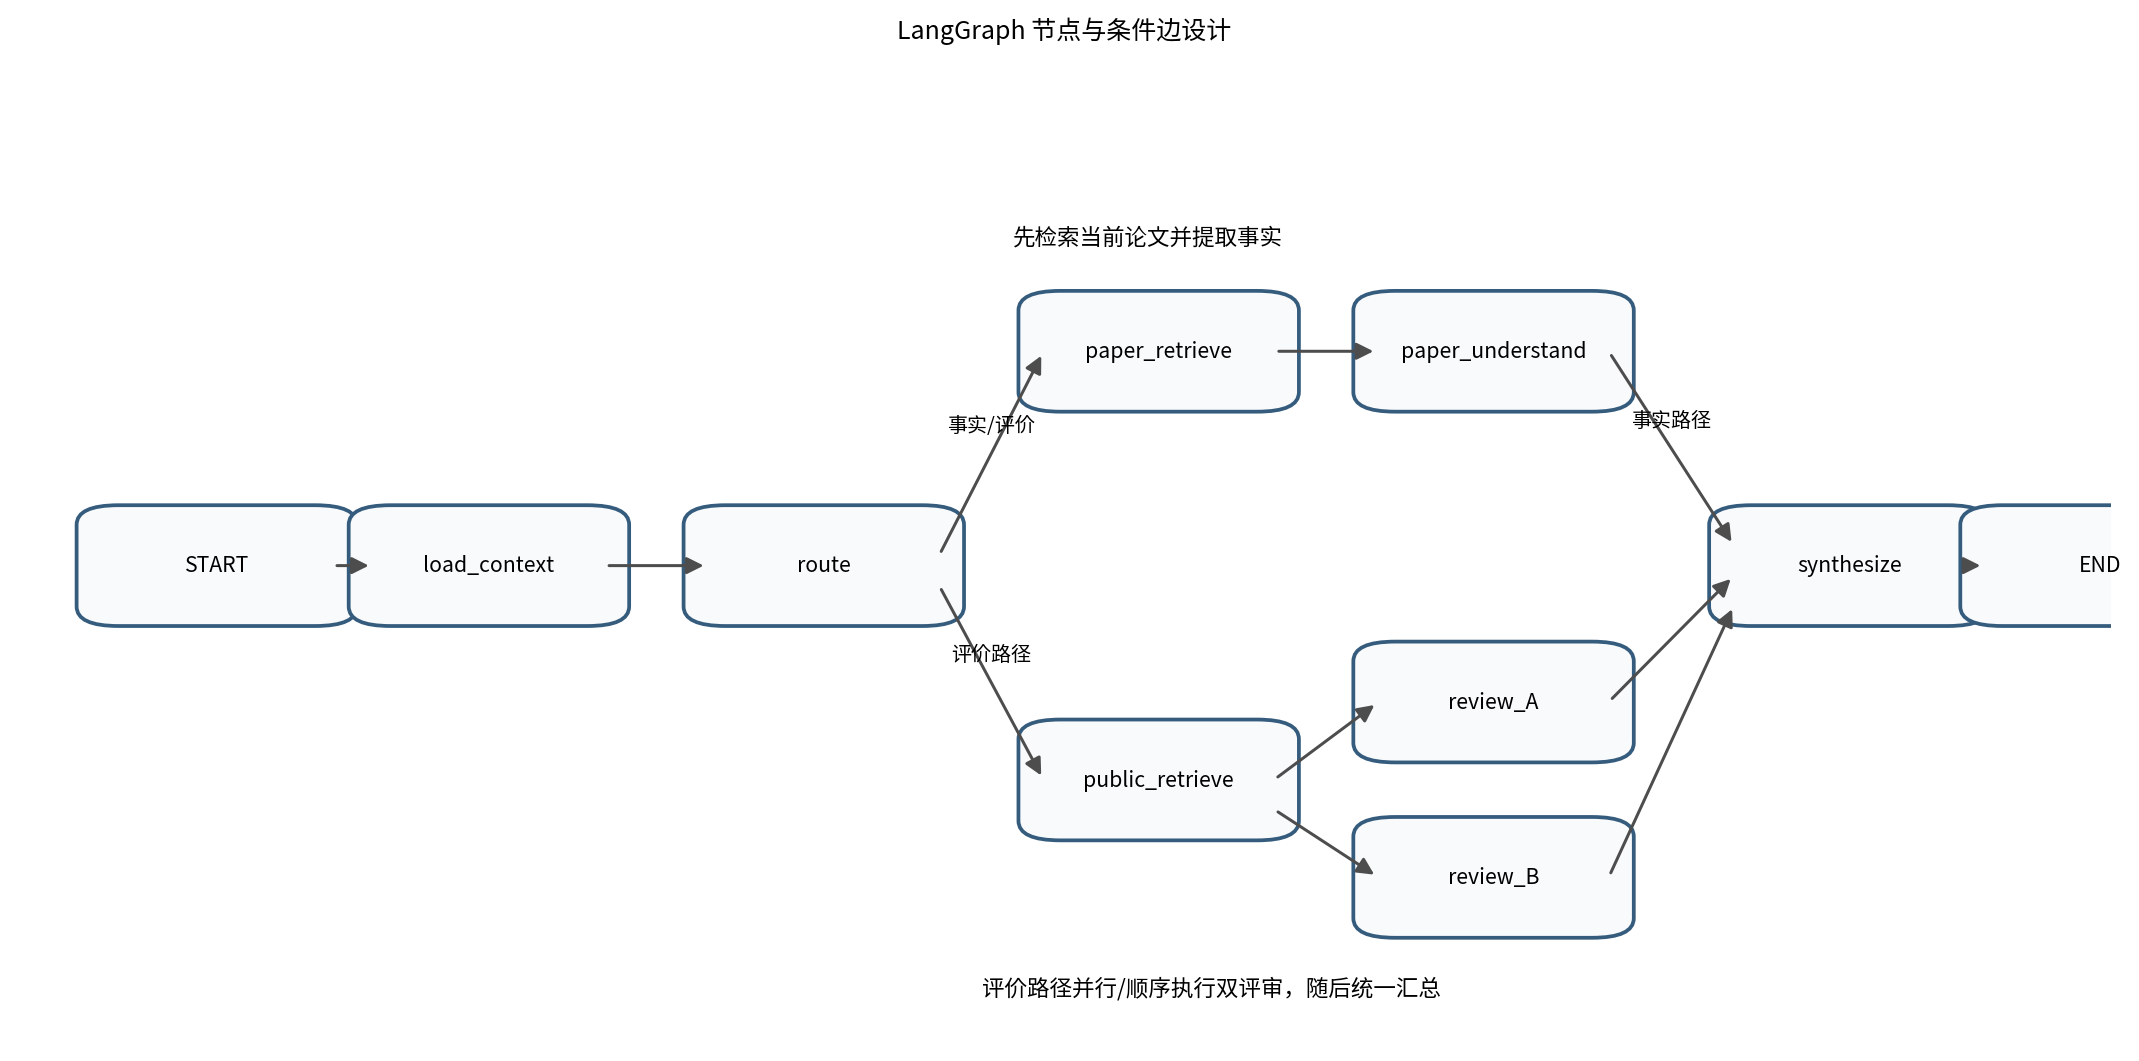 LangGraph 节点与条件边设计
先检索当前论文并提取事实
paper_retrieve
paper_understand
事实/评价
事实路径
START
load_context
route
synthesize
END
评价路径
review_A
public_retrieve
review_B
评价路径并行/顺序执行双评审，随后统一汇总